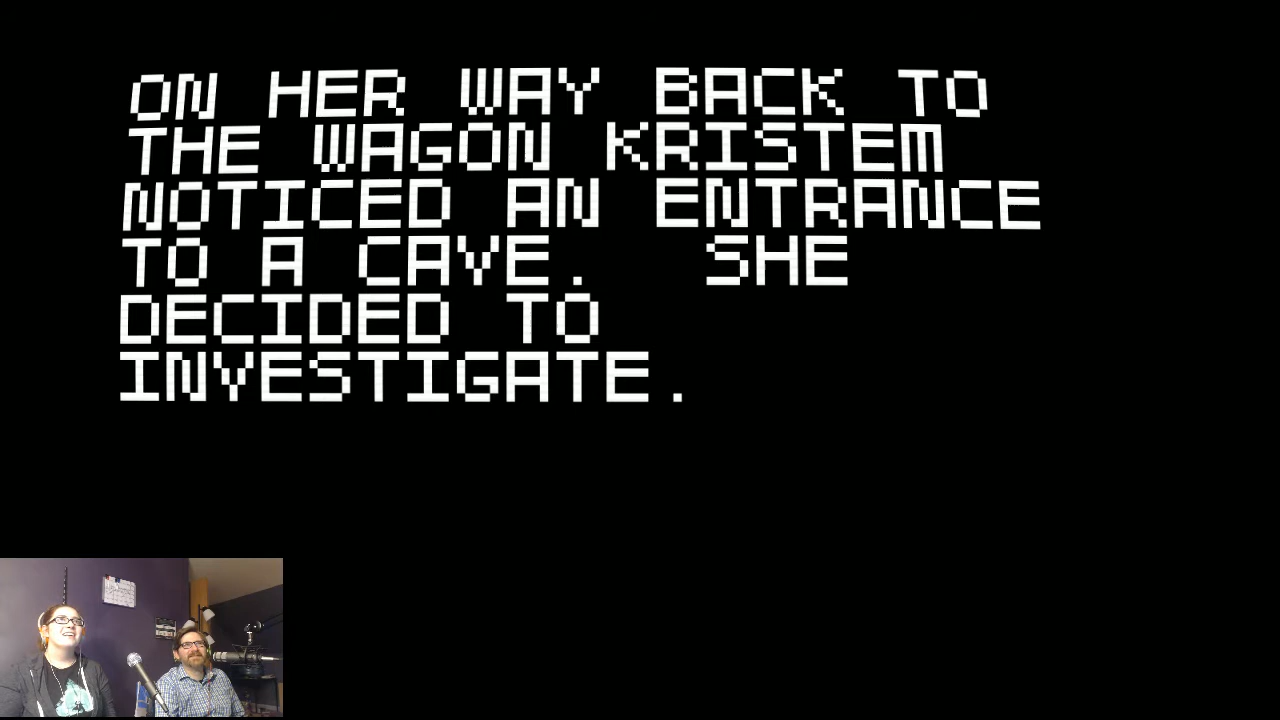 ON HER WAY BACK TO
THE WAGON KRISTEM
NOTICED AN ENTRANCE
TO A CAVE. SHE
DECIDED TO
INVESTIGATE.